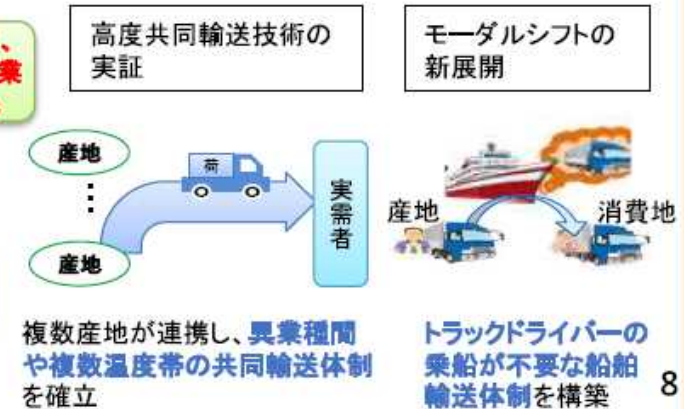 、
業
高度共同輸送技術の
実証
産地
︙
産地
荷
実需者
複数産地が連携し、異業種間
や複数温度帯の共同輸送体制
を確立
モーダルシフトの
新展開
産地
消費地
トラックドライバーの
乗船が不要な船舶
輸送体制を構築
8